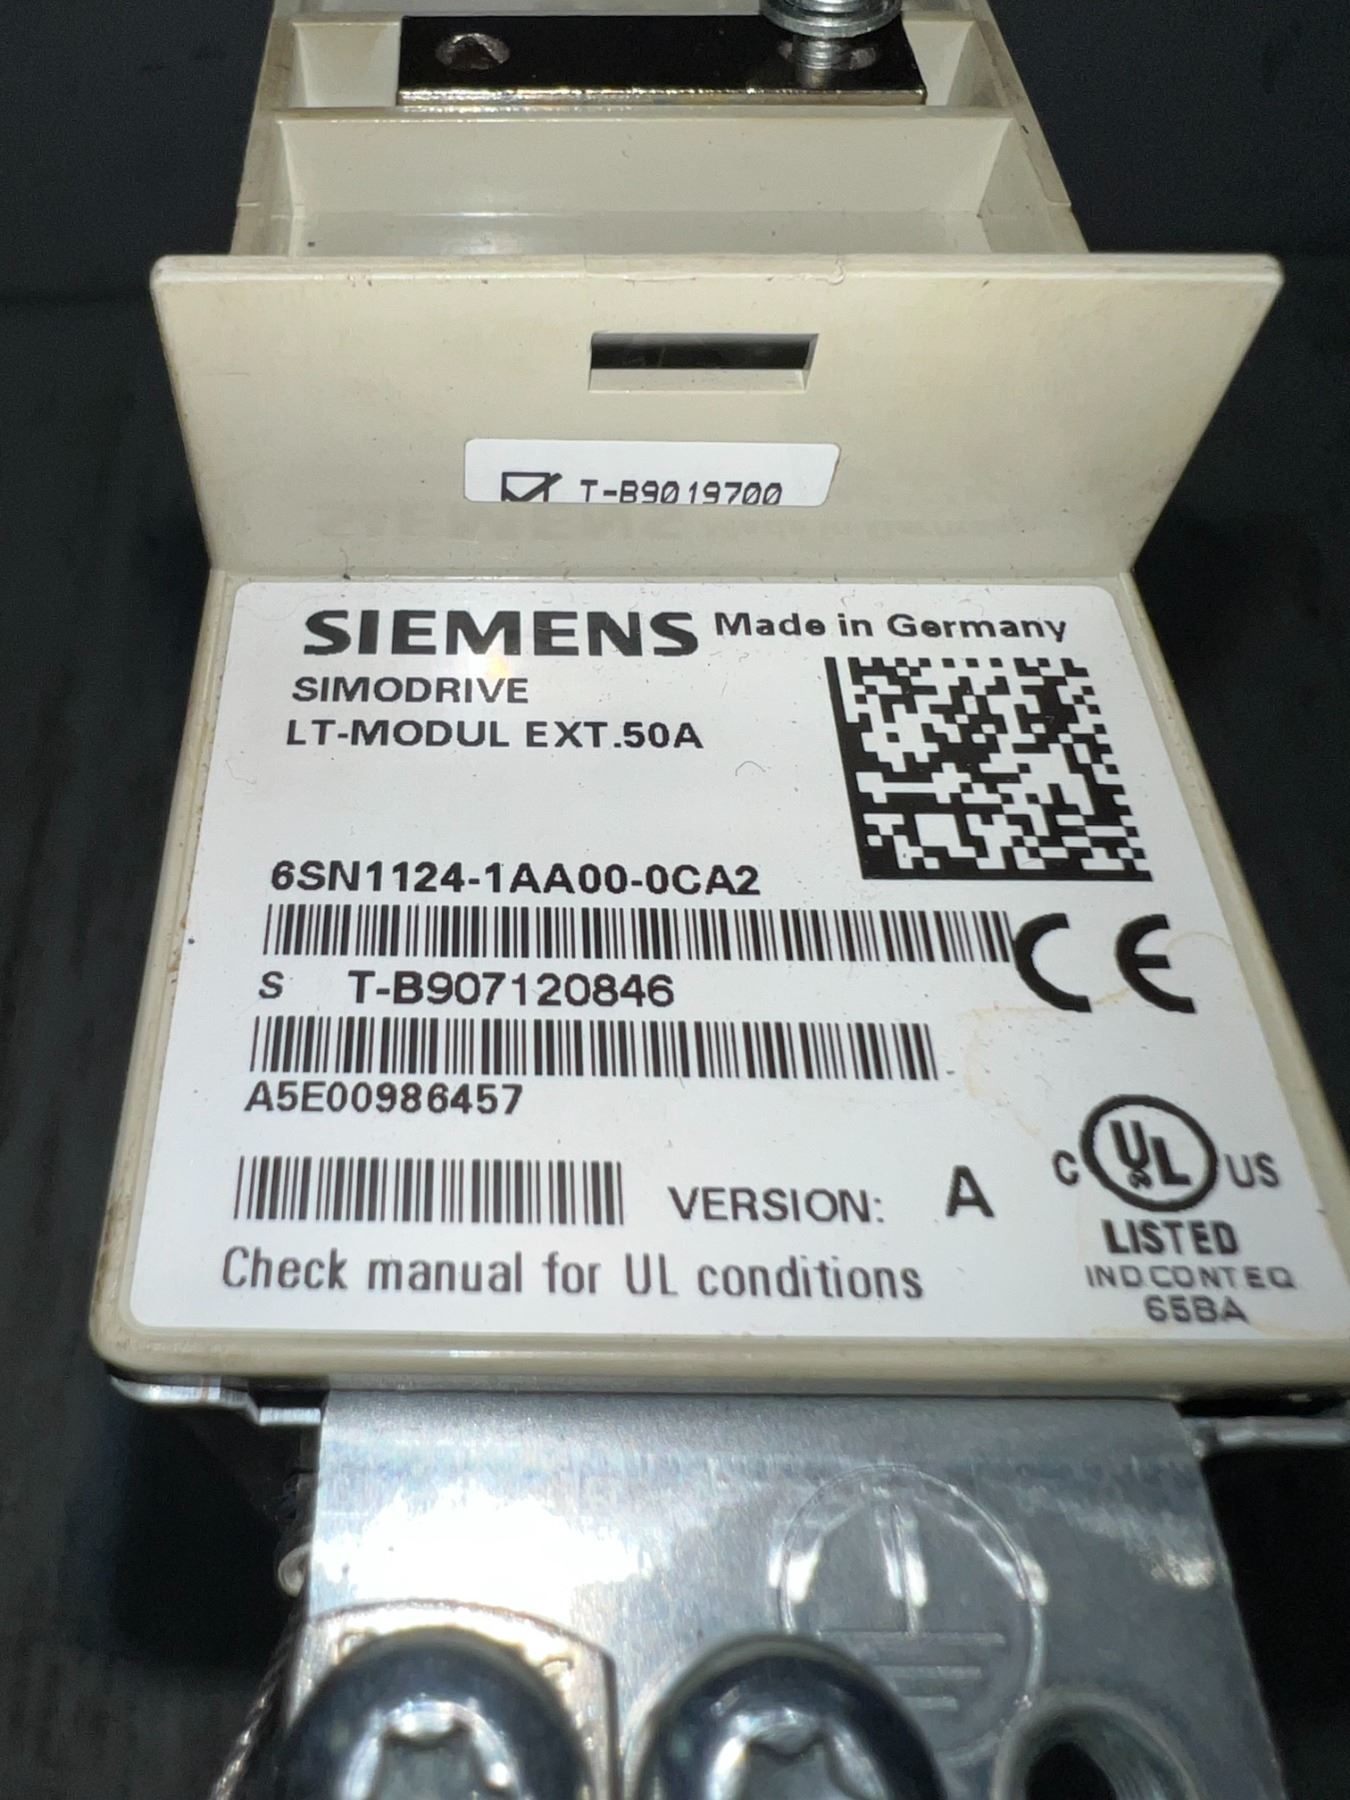 T-B9019700
SIEMENS Made in Germany
SIMODRIVE
LT-MODUL EXT.50A
6SN1124-1AA00-0CA2
CE
S T-B907120846
A5E00986457
VERSION: A
C UL US
LISTED
IND CONT EQ
65BA
Check manual for UL conditions